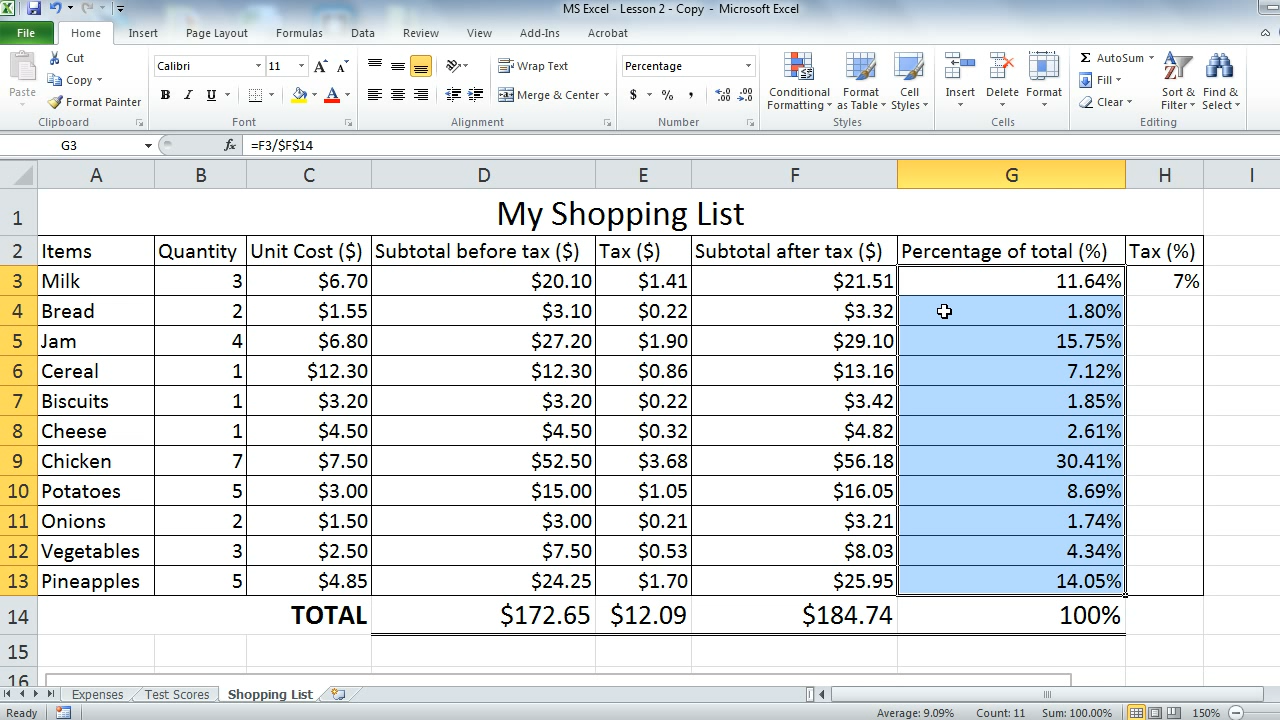 MS Excel - Lesson 2 - Copy - Microsoft Excel
File Home Insert Page Layout Formulas Data Review View Add-Ins Acrobat
Paste Cut Copy Format Painter
Calibri 11
B I U A A A
Wrap Text
Merge & Center
Percentage
$ % ,
Conditional Formatting Format as Table Cell Styles
Insert Delete Format
Σ AutoSum Fill Clear
Sort & Filter Find & Select
Clipboard Font Alignment Number Styles Cells Editing
G3 fx =F3/$F$14
A B C D E F G H I
1 My Shopping List
2 Items Quantity Unit Cost ($) Subtotal before tax ($) Tax ($) Subtotal after tax ($) Percentage of total (%) Tax (%)
3 Milk 3 $6.70 $20.10 $1.41 $21.51 11.64% 7%
4 Bread 2 $1.55 $3.10 $0.22 $3.32 1.80%
5 Jam 4 $6.80 $27.20 $1.90 $29.10 15.75%
6 Cereal 1 $12.30 $12.30 $0.86 $13.16 7.12%
7 Biscuits 1 $3.20 $3.20 $0.22 $3.42 1.85%
8 Cheese 1 $4.50 $4.50 $0.32 $4.82 2.61%
9 Chicken 7 $7.50 $52.50 $3.68 $56.18 30.41%
10 Potatoes 5 $3.00 $15.00 $1.05 $16.05 8.69%
11 Onions 2 $1.50 $3.00 $0.21 $3.21 1.74%
12 Vegetables 3 $2.50 $7.50 $0.53 $8.03 4.34%
13 Pineapples 5 $4.85 $24.25 $1.70 $25.95 14.05%
14 TOTAL $172.65 $12.09 $184.74 100%
15
16
Expenses Test Scores Shopping List
Ready Average: 9.09% Count: 11 Sum: 100.00% 150%